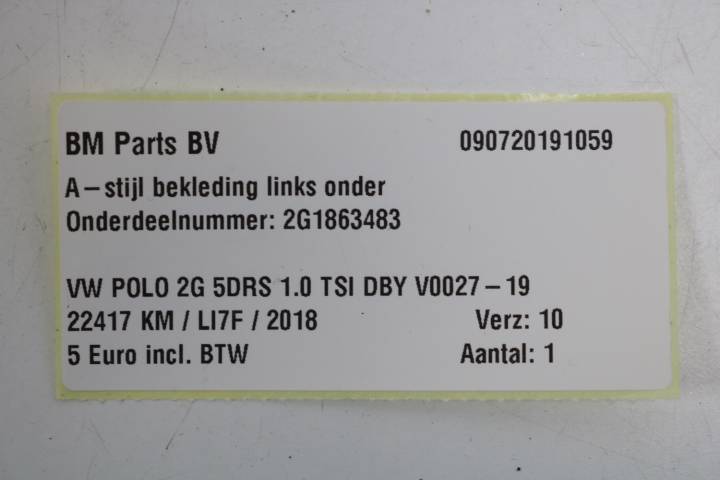 BM Parts BV 090720191059
A-stijl bekleding links onder
Onderdeelnummer: 2G1863483
VW POLO 2G 5DRS 1.0 TSI DBY V0027-19
22417 KM / LI7F / 2018 Verz: 10
5 Euro incl. BTW Aantal: 1